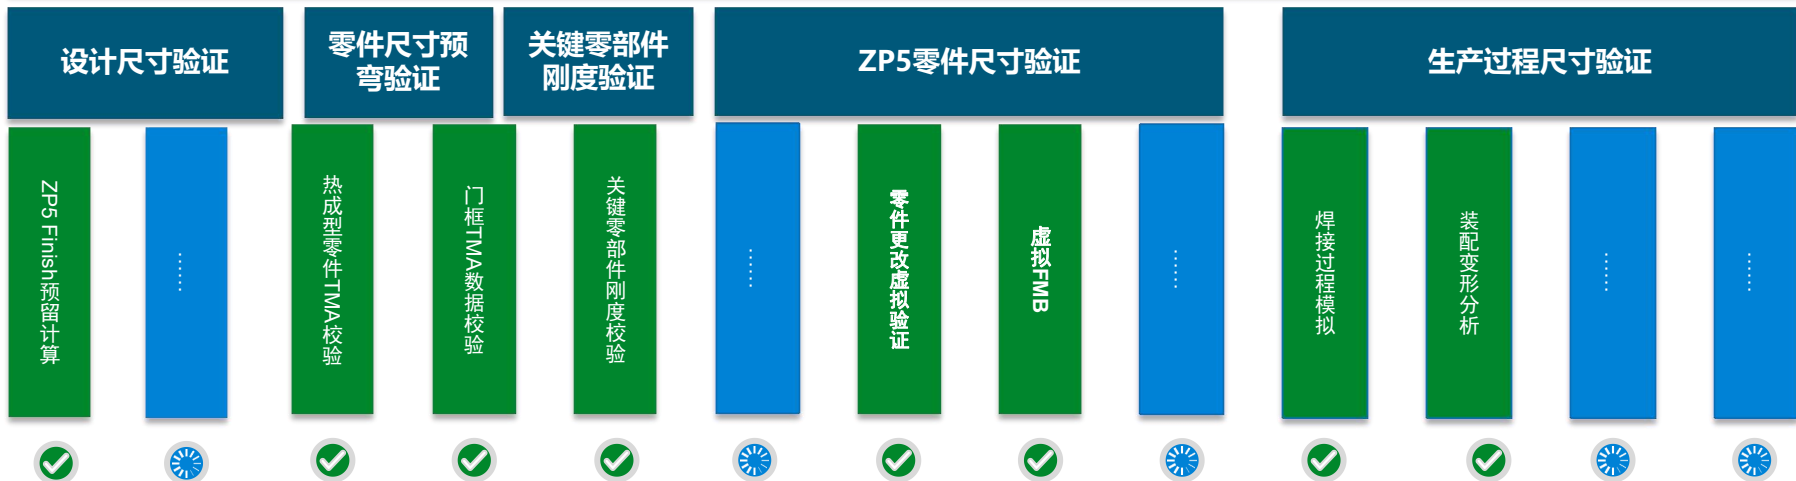 设计尺寸验证
零件尺寸预
弯验证
关键零部件
刚度验证
ZP5零件尺寸验证
生产过程尺寸验证
ZP5 Finish预留计算
......
热成型零件TMA校验
门框TMA数据校验
关键零部件刚度校验
......
零件更改虚拟验证
虚拟FMB
......
焊接过程模拟
装配变形分析
......
......